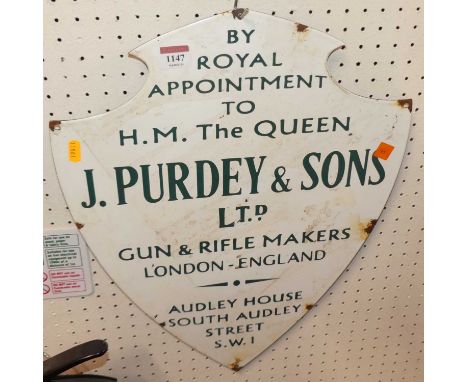 BY
1147
ROYAL
APPOINTMENT
TO
H.M. The QUEEN
J. PURDEY & SONS
LTD
GUN & RIFLE MAKERS
LONDON - ENGLAND
AUDLEY HOUSE
SOUTH AUDLEY
STREET
S.W.1